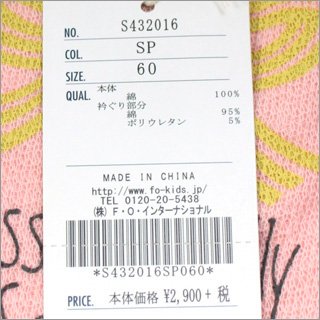 NO. S432016
COL. SP
SIZE. 60
QUAL. 本体
綿 100%
衿ぐり部分
綿 95%
ポリウレタン 5%
MADE IN CHINA
http://www.fo-kids.jp/
TEL 0120-20-5438
(株) F・O・インターナショナル
*S432016SP060*
PRICE. 本体価格 ¥2,900 + 税